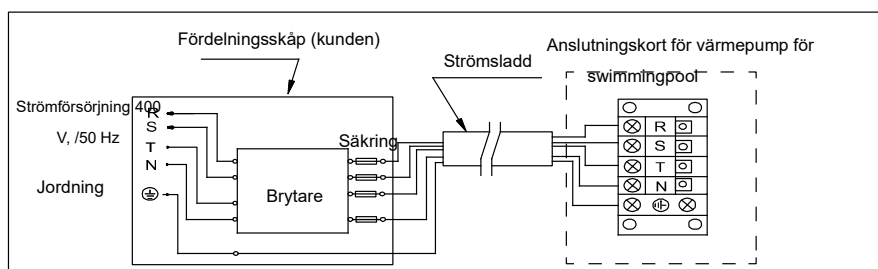 Fördelningsskåp (kunden)
Strömsladd
Anslutningskort för värmepump för
swimmingpool
Strömförsörjning 400
V, /50 Hz
Jordning
R
S
T
N
Säkring
Brytare
R
S
T
N